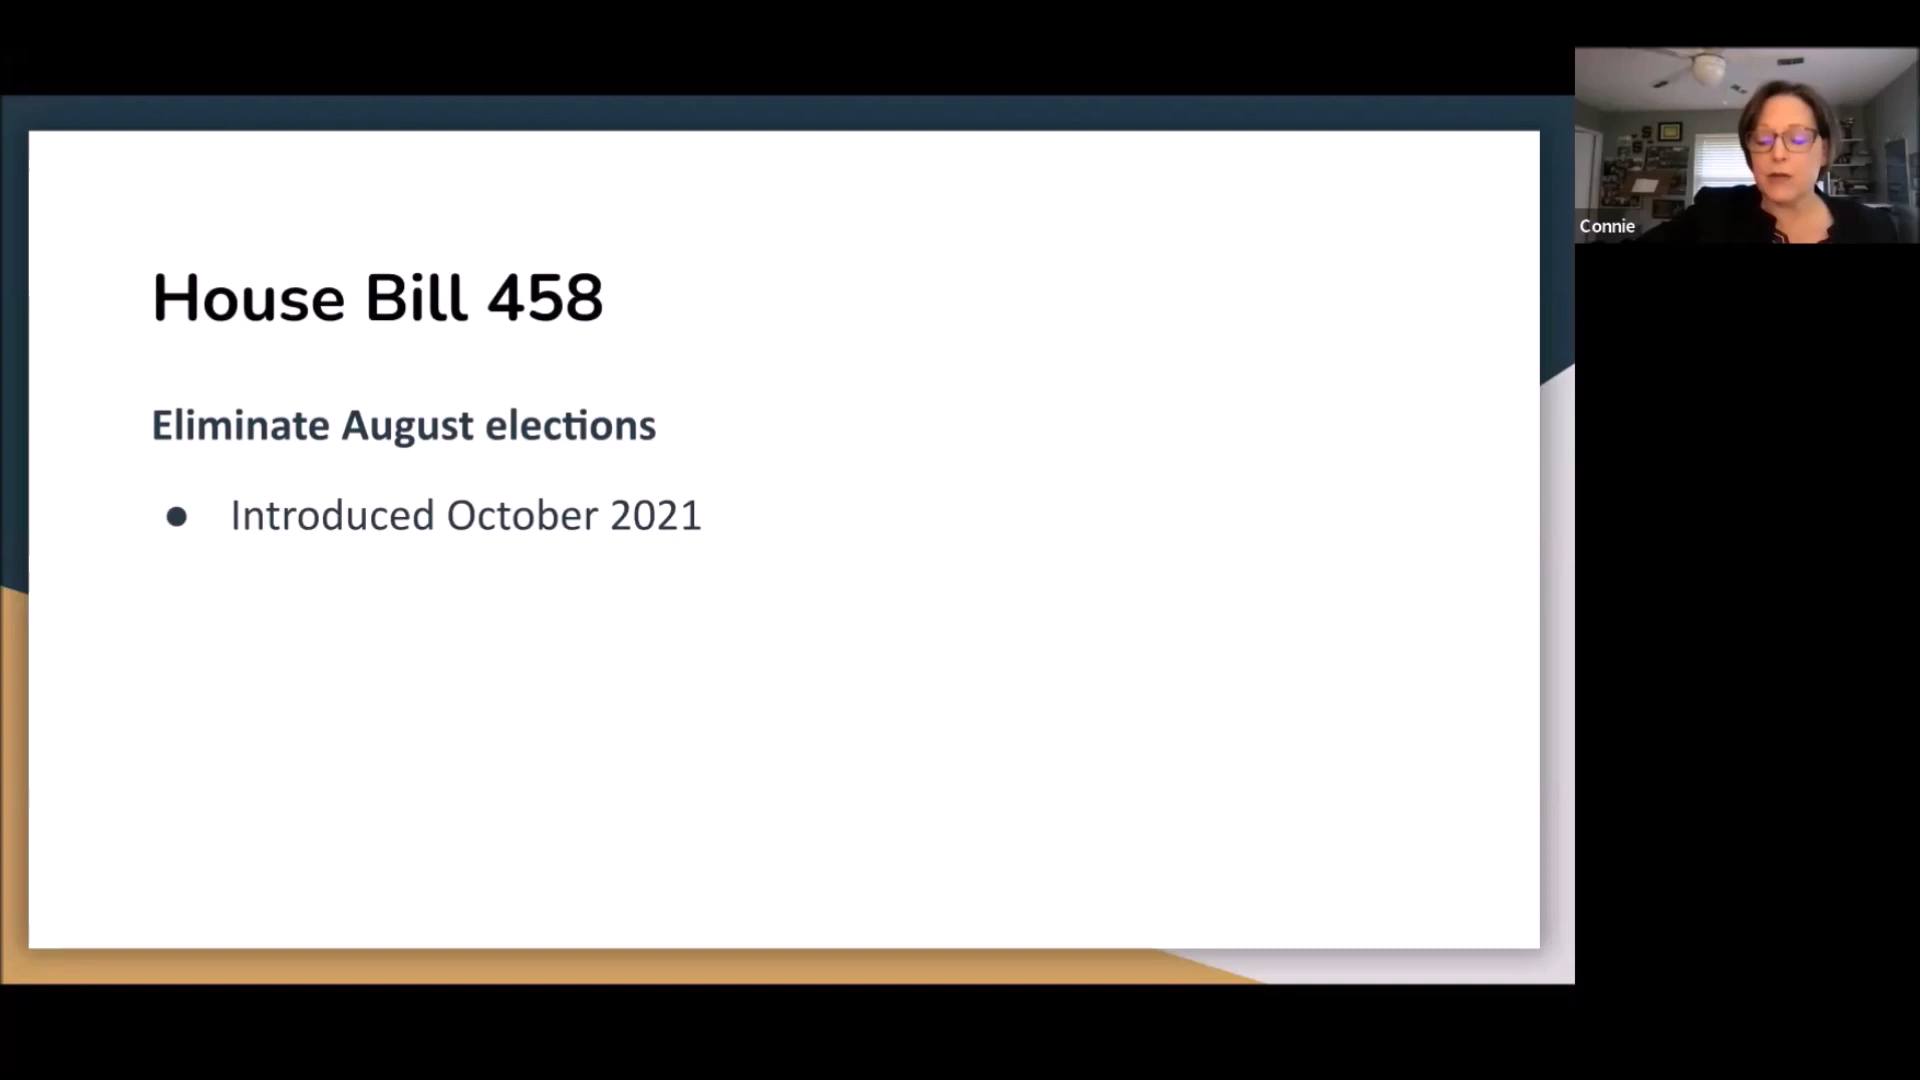 House Bill 458
Eliminate August elections
● Introduced October 2021
Connie